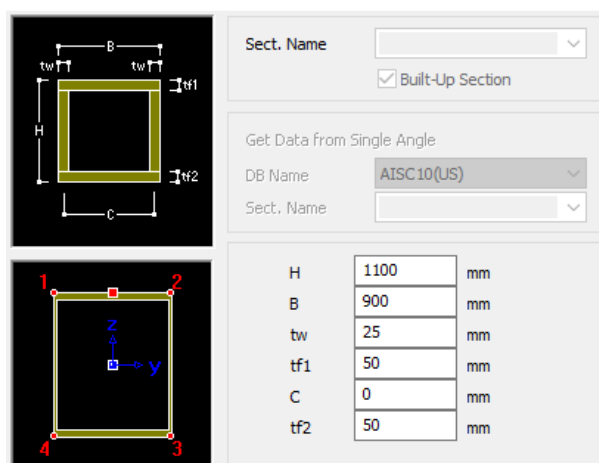 B
tw
tw
tf1
H
tf2
C
1
2
z
y
4
3
Sect. Name
Built-Up Section
Get Data from Single Angle
DB Name AISC10(US)
Sect. Name
H 1100 mm
B 900 mm
tw 25 mm
tf1 50 mm
C 0 mm
tf2 50 mm